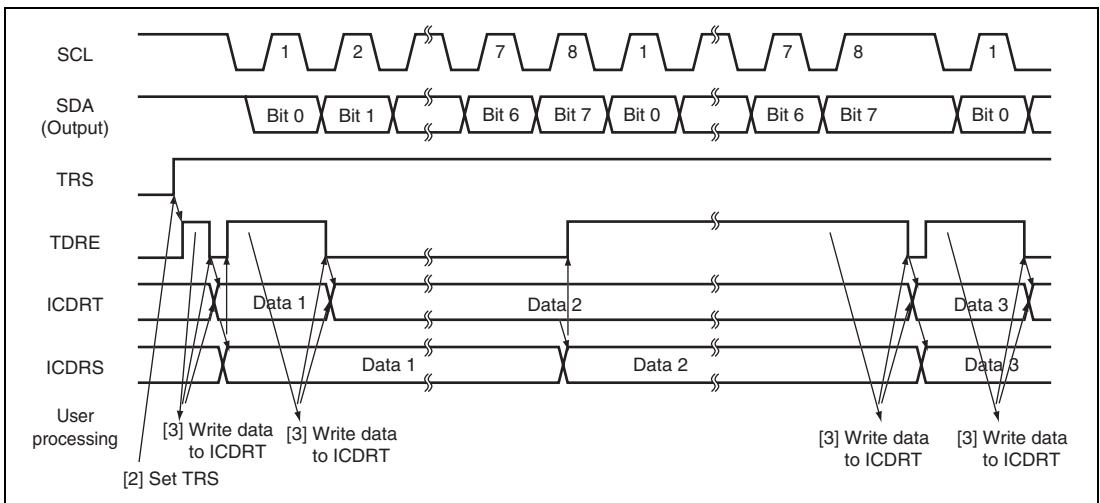 SCL
1 2 7 8 1 7 8 1
SDA
(Output)
Bit 0 Bit 1 Bit 6 Bit 7 Bit 0 Bit 6 Bit 7 Bit 0
TRS
TDRE
ICDRT
Data 1 Data 2 Data 3
ICDRS
Data 1 Data 2 Data 3
User
processing
[3] Write data
to ICDRT
[3] Write data
to ICDRT
[3] Write data
to ICDRT
[3] Write data
to ICDRT
[2] Set TRS